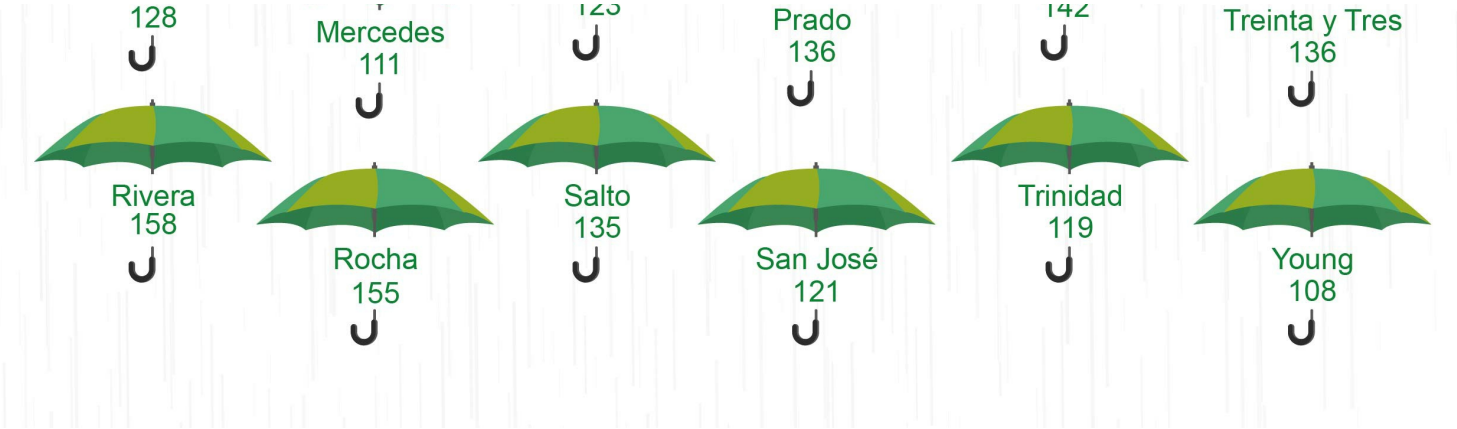 128
Mercedes
111
123
Prado
136
142
Treinta y Tres
136
Rivera
158
Rocha
155
Salto
135
San José
121
Trinidad
119
Young
108